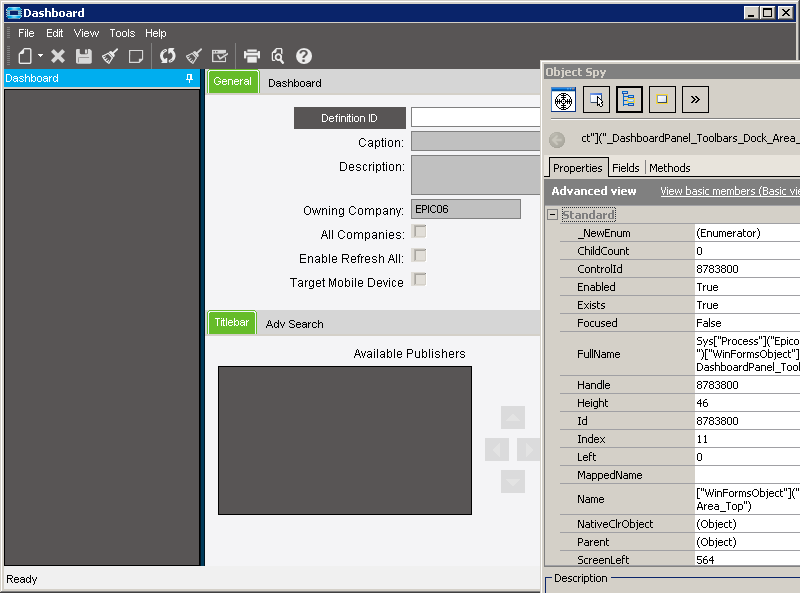 Dashboard
File Edit View Tools Help
Dashboard
General Dashboard
Definition ID
Caption:
Description:
Owning Company: EPIC06
All Companies:
Enable Refresh All:
Target Mobile Device
Titlebar Adv Search
Available Publishers
Ready
Object Spy
»
ct"]("_DashboardPanel_Toolbars_Dock_Area_
Properties Fields Methods
Advanced view View basic members (Basic vie
Standard
_NewEnum (Enumerator)
ChildCount 0
ControlId 8783800
Enabled True
Exists True
Focused False
FullName Sys["Process"]("Epico
")["WinFormsObject"]
DashboardPanel_Tool
Handle 8783800
Height 46
Id 8783800
Index 11
Left 0
MappedName
Name ["WinFormsObject"]("
Area_Top")
NativeClrObject (Object)
Parent (Object)
ScreenLeft 564
Description